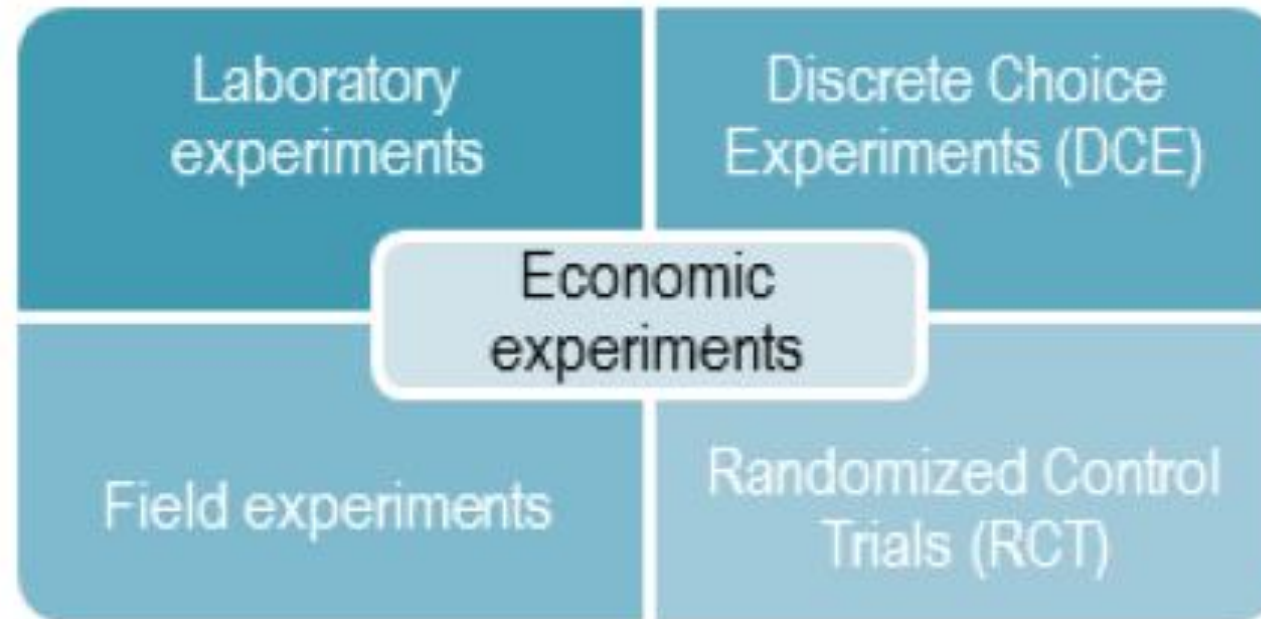 Laboratory
experiments
Discrete Choice
Experiments (DCE)
Economic
experiments
Field experiments
Randomized Control
Trials (RCT)